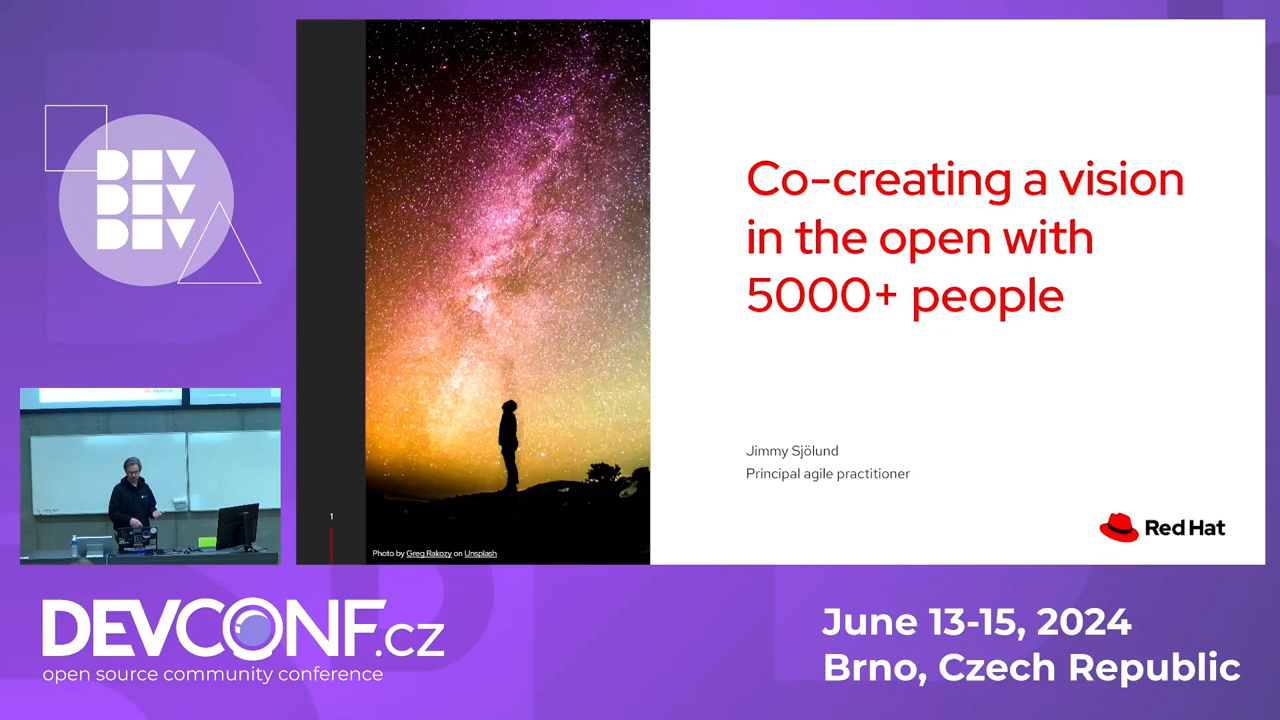 DEV
DEV
DEV
Co-creating a vision
in the open with
5000+ people
Jimmy Sjölund
Principal agile practitioner
1
Photo by Greg Rakozy on Unsplash
Red Hat
DEVCONF.cz
open source community conference
June 13-15, 2024
Brno, Czech Republic